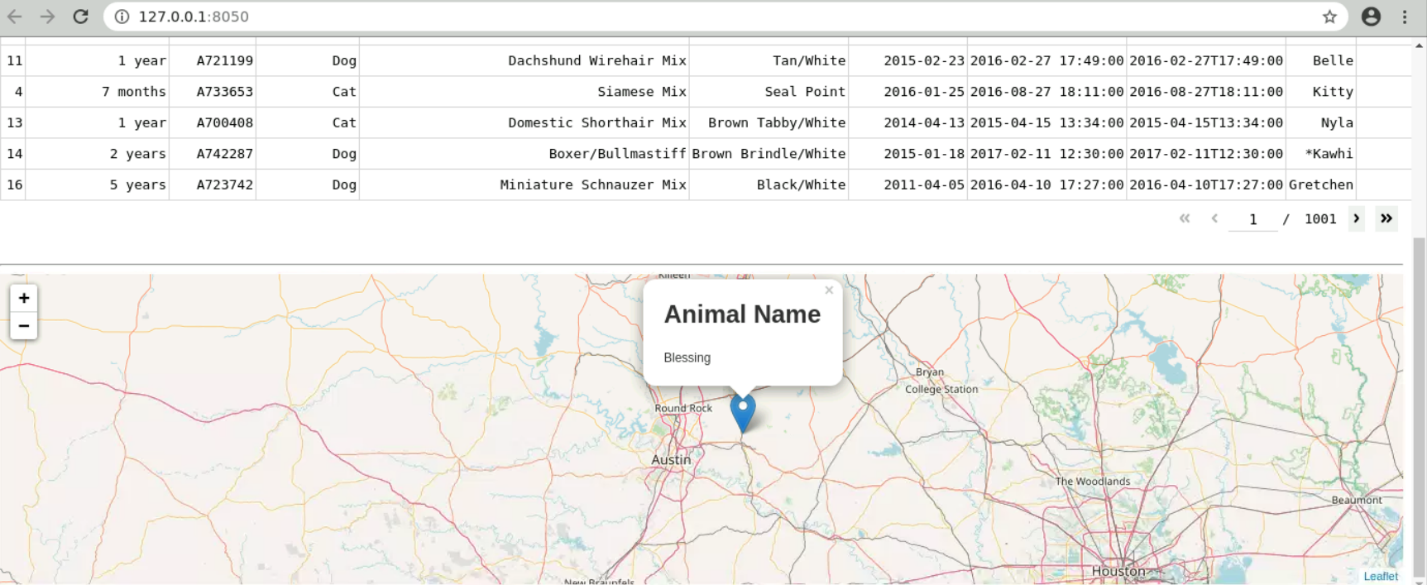 127.0.0.1:8050
11 1 year A721199 Dog Dachshund Wirehair Mix Tan/White 2015-02-23 2016-02-27 17:49:00 2016-02-27T17:49:00 Belle
4 7 months A733653 Cat Siamese Mix Seal Point 2016-01-25 2016-08-27 18:11:00 2016-08-27T18:11:00 Kitty
13 1 year A700408 Cat Domestic Shorthair Mix Brown Tabby/White 2014-04-13 2015-04-15 13:34:00 2015-04-15T13:34:00 Nyla
14 2 years A742287 Dog Boxer/Bullmastiff Brown Brindle/White 2015-01-18 2017-02-11 12:30:00 2017-02-11T12:30:00 *Kawhi
16 5 years A723742 Dog Miniature Schnauzer Mix Black/White 2011-04-05 2016-04-10 17:27:00 2016-04-10T17:27:00 Gretchen
« ‹ 1 / 1001 › »
Killeen
+
−
×
Animal Name
Blessing
Bryan
College Station
Round Rock
Austin
The Woodlands
Beaumont
Houston
New Braunfels
Leaflet